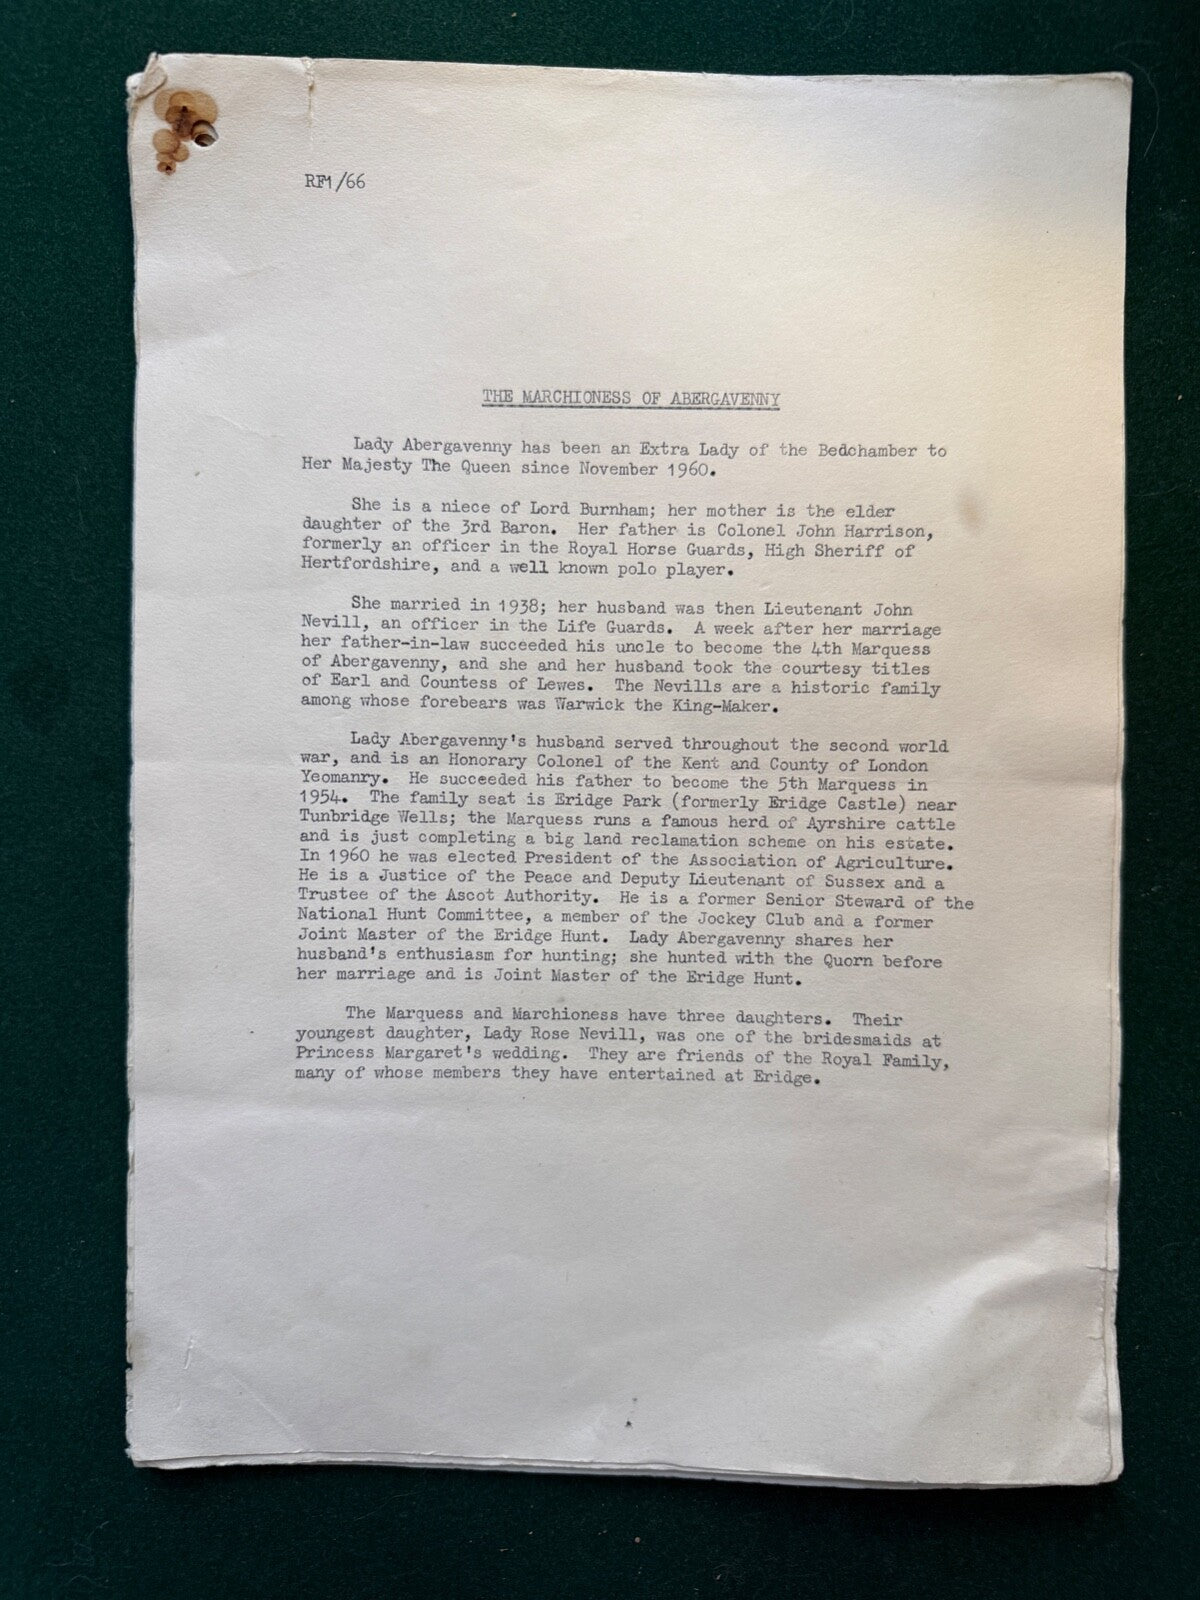 RFM/66
THE MARCHIONESS OF ABERGAVENNY
Lady Abergavenny has been an Extra Lady of the Bedchamber to
Her Majesty The Queen since November 1960.
She is a niece of Lord Burnham; her mother is the elder
daughter of the 3rd Baron. Her father is Colonel John Harrison,
formerly an officer in the Royal Horse Guards, High Sheriff of
Hertfordshire, and a well known polo player.
She married in 1938; her husband was then Lieutenant John
Nevill, an officer in the Life Guards. A week after her marriage
her father-in-law succeeded his uncle to become the 4th Marquess
of Abergavenny, and she and her husband took the courtesy titles
of Earl and Countess of Lewes. The Nevills are a historic family
among whose forebears was Warwick the King-Maker.
Lady Abergavenny's husband served throughout the second world
war, and is an Honorary Colonel of the Kent and County of London
Yeomanry. He succeeded his father to become the 5th Marquess in
1954. The family seat is Eridge Park (formerly Eridge Castle) near
Tunbridge Wells; the Marquess runs a famous herd of Ayrshire cattle
and is just completing a big land reclamation scheme on his estate.
In 1960 he was elected President of the Association of Agriculture.
He is a Justice of the Peace and Deputy Lieutenant of Sussex and a
Trustee of the Ascot Authority. He is a former Senior Steward of the
National Hunt Committee, a member of the Jockey Club and a former
Joint Master of the Eridge Hunt. Lady Abergavenny shares her
husband's enthusiasm for hunting; she hunted with the Quorn before
her marriage and is Joint Master of the Eridge Hunt.
The Marquess and Marchioness have three daughters. Their
youngest daughter, Lady Rose Nevill, was one of the bridesmaids at
Princess Margaret's wedding. They are friends of the Royal Family,
many of whose members they have entertained at Eridge.